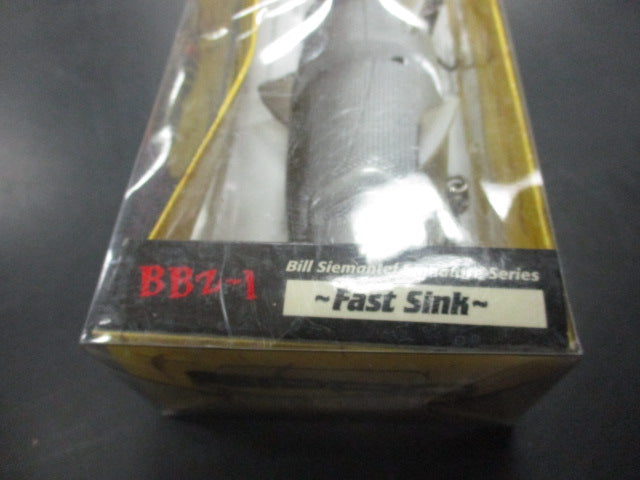 BBZ-1
Bill Siemantel Signature Series
~Fast Sink~